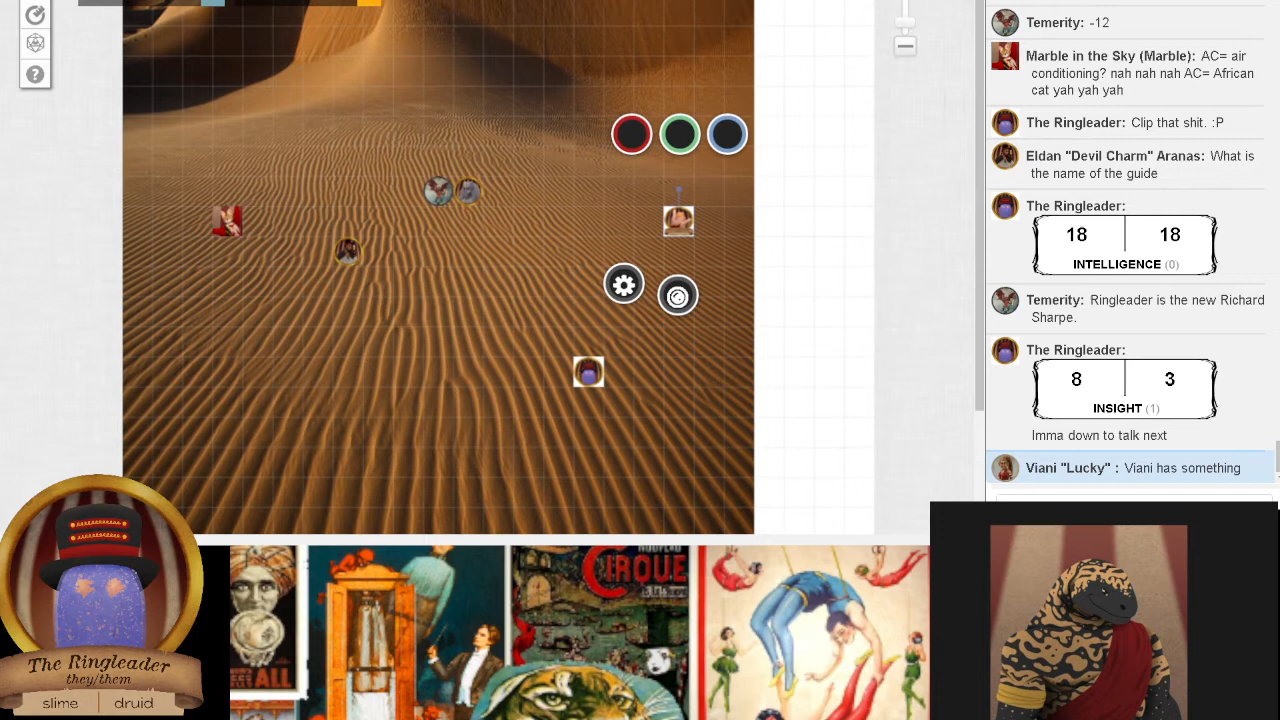 Temerity: -12
Marble in the Sky (Marble): AC= air
conditioning? nah nah nah AC= African
cat yah yah yah
The Ringleader: Clip that shit. :P
Eldan "Devil Charm" Aranas: What is
the name of the guide
The Ringleader:
18 18
INTELLIGENCE (0)
Temerity: Ringleader is the new Richard
Sharpe.
The Ringleader:
8 3
INSIGHT (1)
Imma down to talk next
Viani "Lucky" : Viani has something
The Ringleader
they/them
slime druid
ALL
CIRQUE